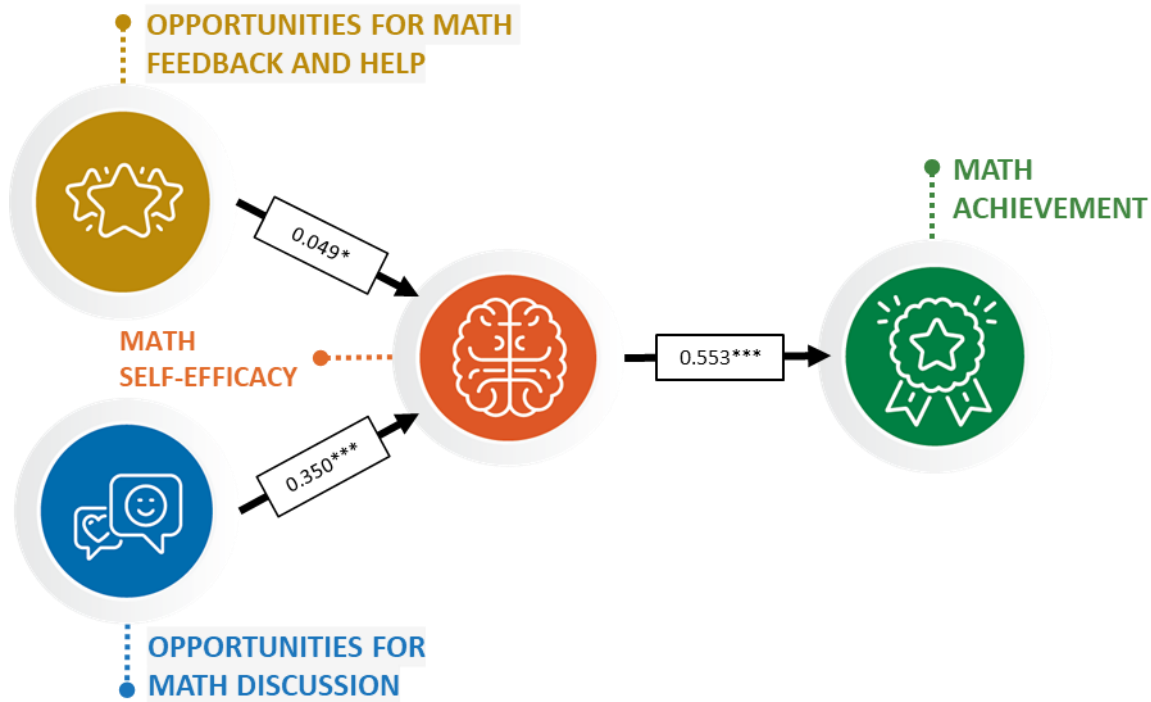 OPPORTUNITIES FOR MATH
FEEDBACK AND HELP
0.049*
MATH
SELF-EFFICACY
0.350***
OPPORTUNITIES FOR
MATH DISCUSSION
0.553***
MATH
ACHIEVEMENT